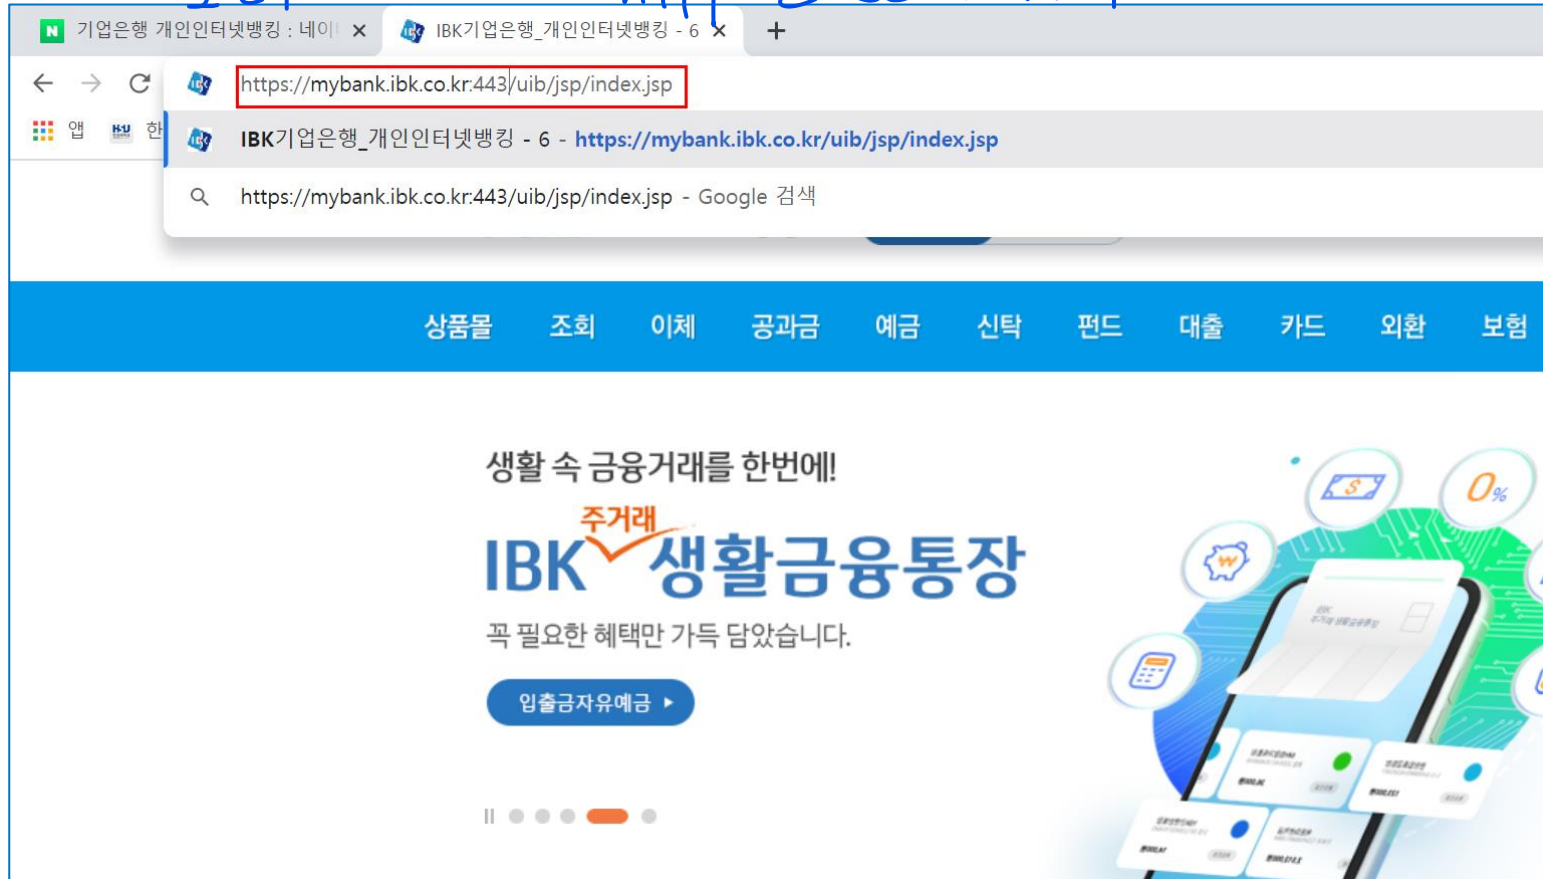 기업은행 개인인터넷뱅킹 : 네이
IBK기업은행_개인인터넷뱅킹 - 6
https://mybank.ibk.co.kr:443/uib/jsp/index.jsp
앱
한
IBK기업은행_개인인터넷뱅킹 - 6 - https://mybank.ibk.co.kr/uib/jsp/index.jsp
https://mybank.ibk.co.kr:443/uib/jsp/index.jsp - Google 검색
상품몰 조회 이체 공과금 예금 신탁 펀드 대출 카드 외환 보험
생활 속 금융거래를 한번에!
주거래
IBK 생활금융통장
꼭 필요한 혜택만 가득 담았습니다.
입출금자유예금
0%